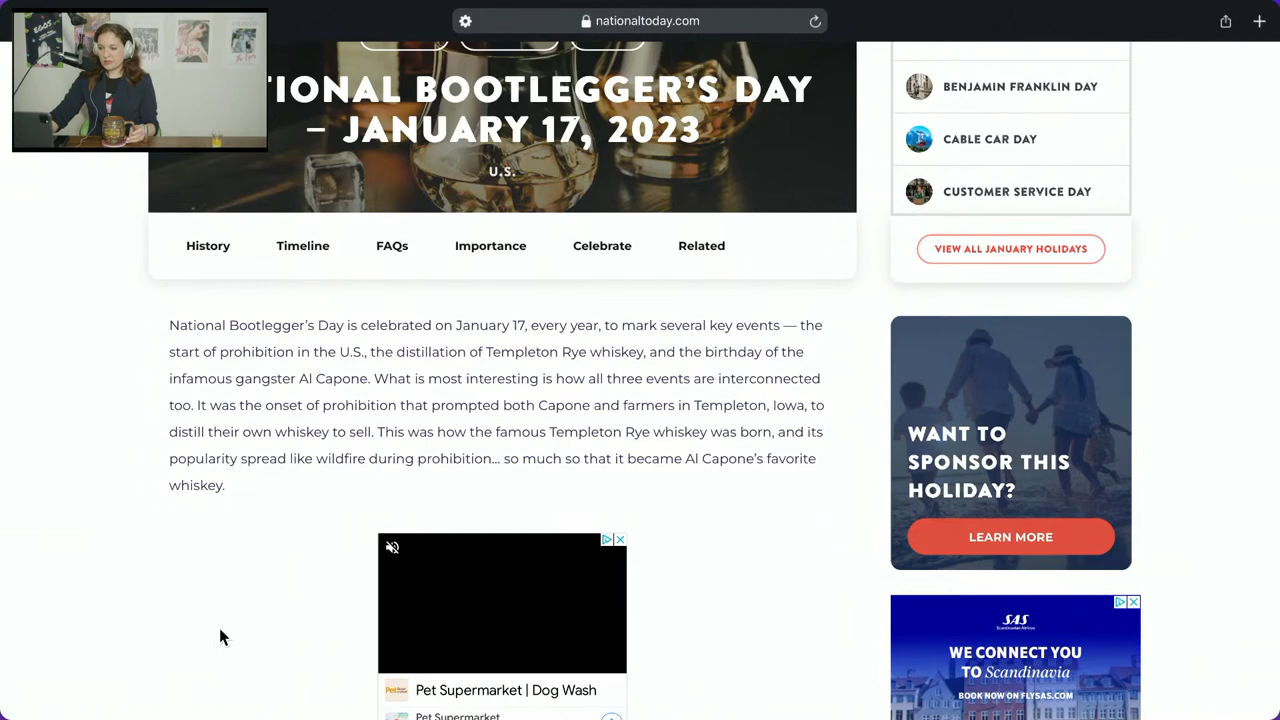 nationaltoday.com
TIONAL BOOTLEGGER'S DAY
– JANUARY 17, 2023
U.S.
History
Timeline
FAQs
Importance
Celebrate
Related
National Bootlegger's Day is celebrated on January 17, every year, to mark several key events — the
start of prohibition in the U.S., the distillation of Templeton Rye whiskey, and the birthday of the
infamous gangster Al Capone. What is most interesting is how all three events are interconnected
too. It was the onset of prohibition that prompted both Capone and farmers in Templeton, Iowa, to
distill their own whiskey to sell. This was how the famous Templeton Rye whiskey was born, and its
popularity spread like wildfire during prohibition... so much so that it became Al Capone's favorite
whiskey.
Pet Supermarket | Dog Wash
Pet Supermarket
BENJAMIN FRANKLIN DAY
CABLE CAR DAY
CUSTOMER SERVICE DAY
VIEW ALL JANUARY HOLIDAYS
WANT TO
SPONSOR THIS
HOLIDAY?
LEARN MORE
SAS
Scandinavian Airlines
WE CONNECT YOU
TO Scandinavia
BOOK NOW ON FLYSAS.COM